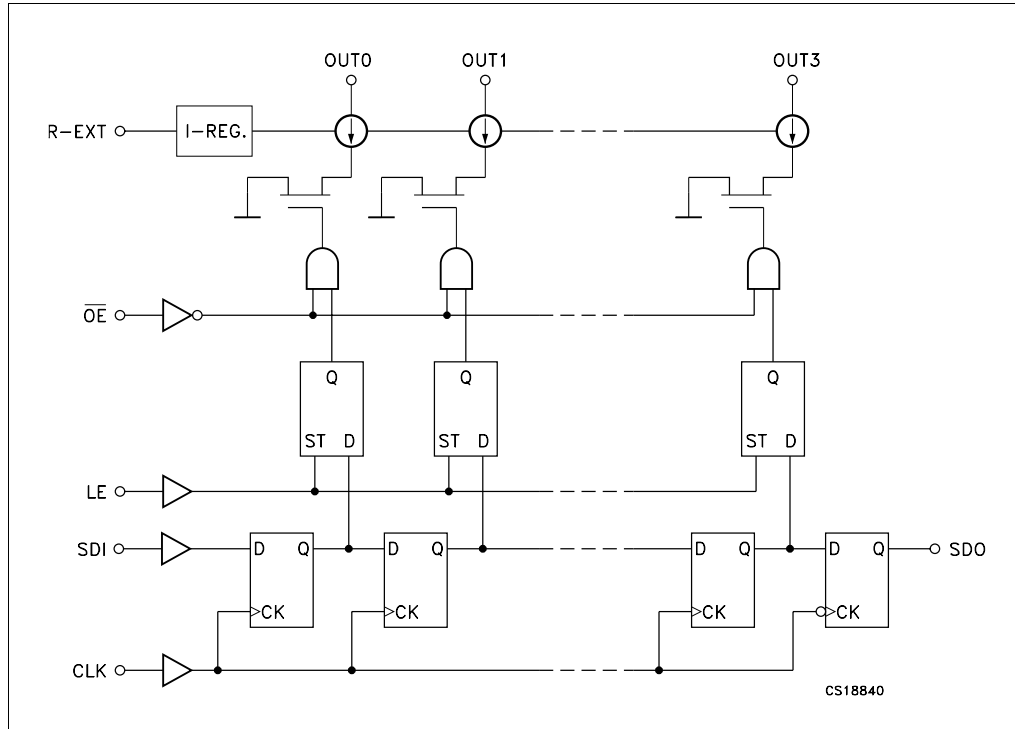 OUT0 OUT1 OUT3
R-EXT I-REG.
OE
Q Q Q
ST D ST D ST D
LE
SDI D Q D Q D Q D Q SDO
CK CK CK CK
CLK
CS18840